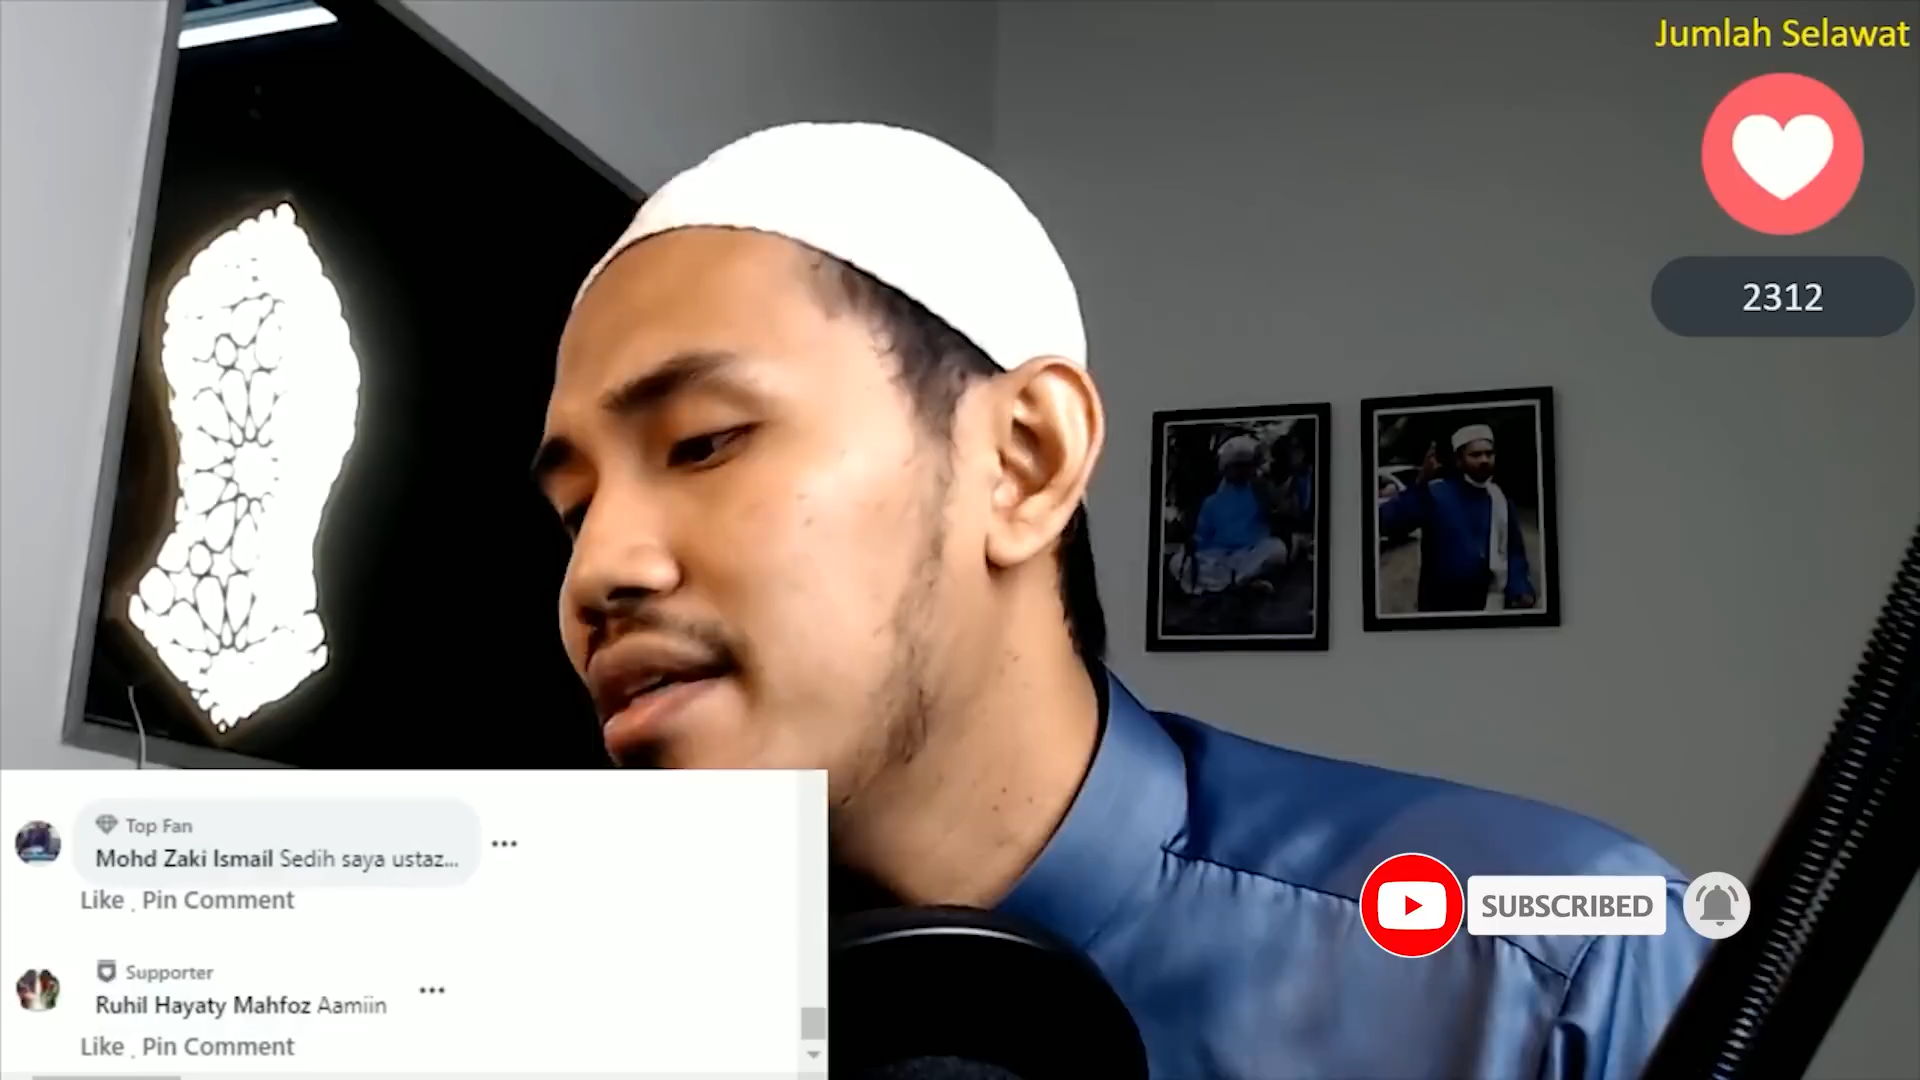 Jumlah Selawat
2312
Top Fan
Mohd Zaki Ismail Sedih saya ustaz...
Like . Pin Comment
Supporter
Ruhil Hayaty Mahfoz Aamiin
Like . Pin Comment
SUBSCRIBED